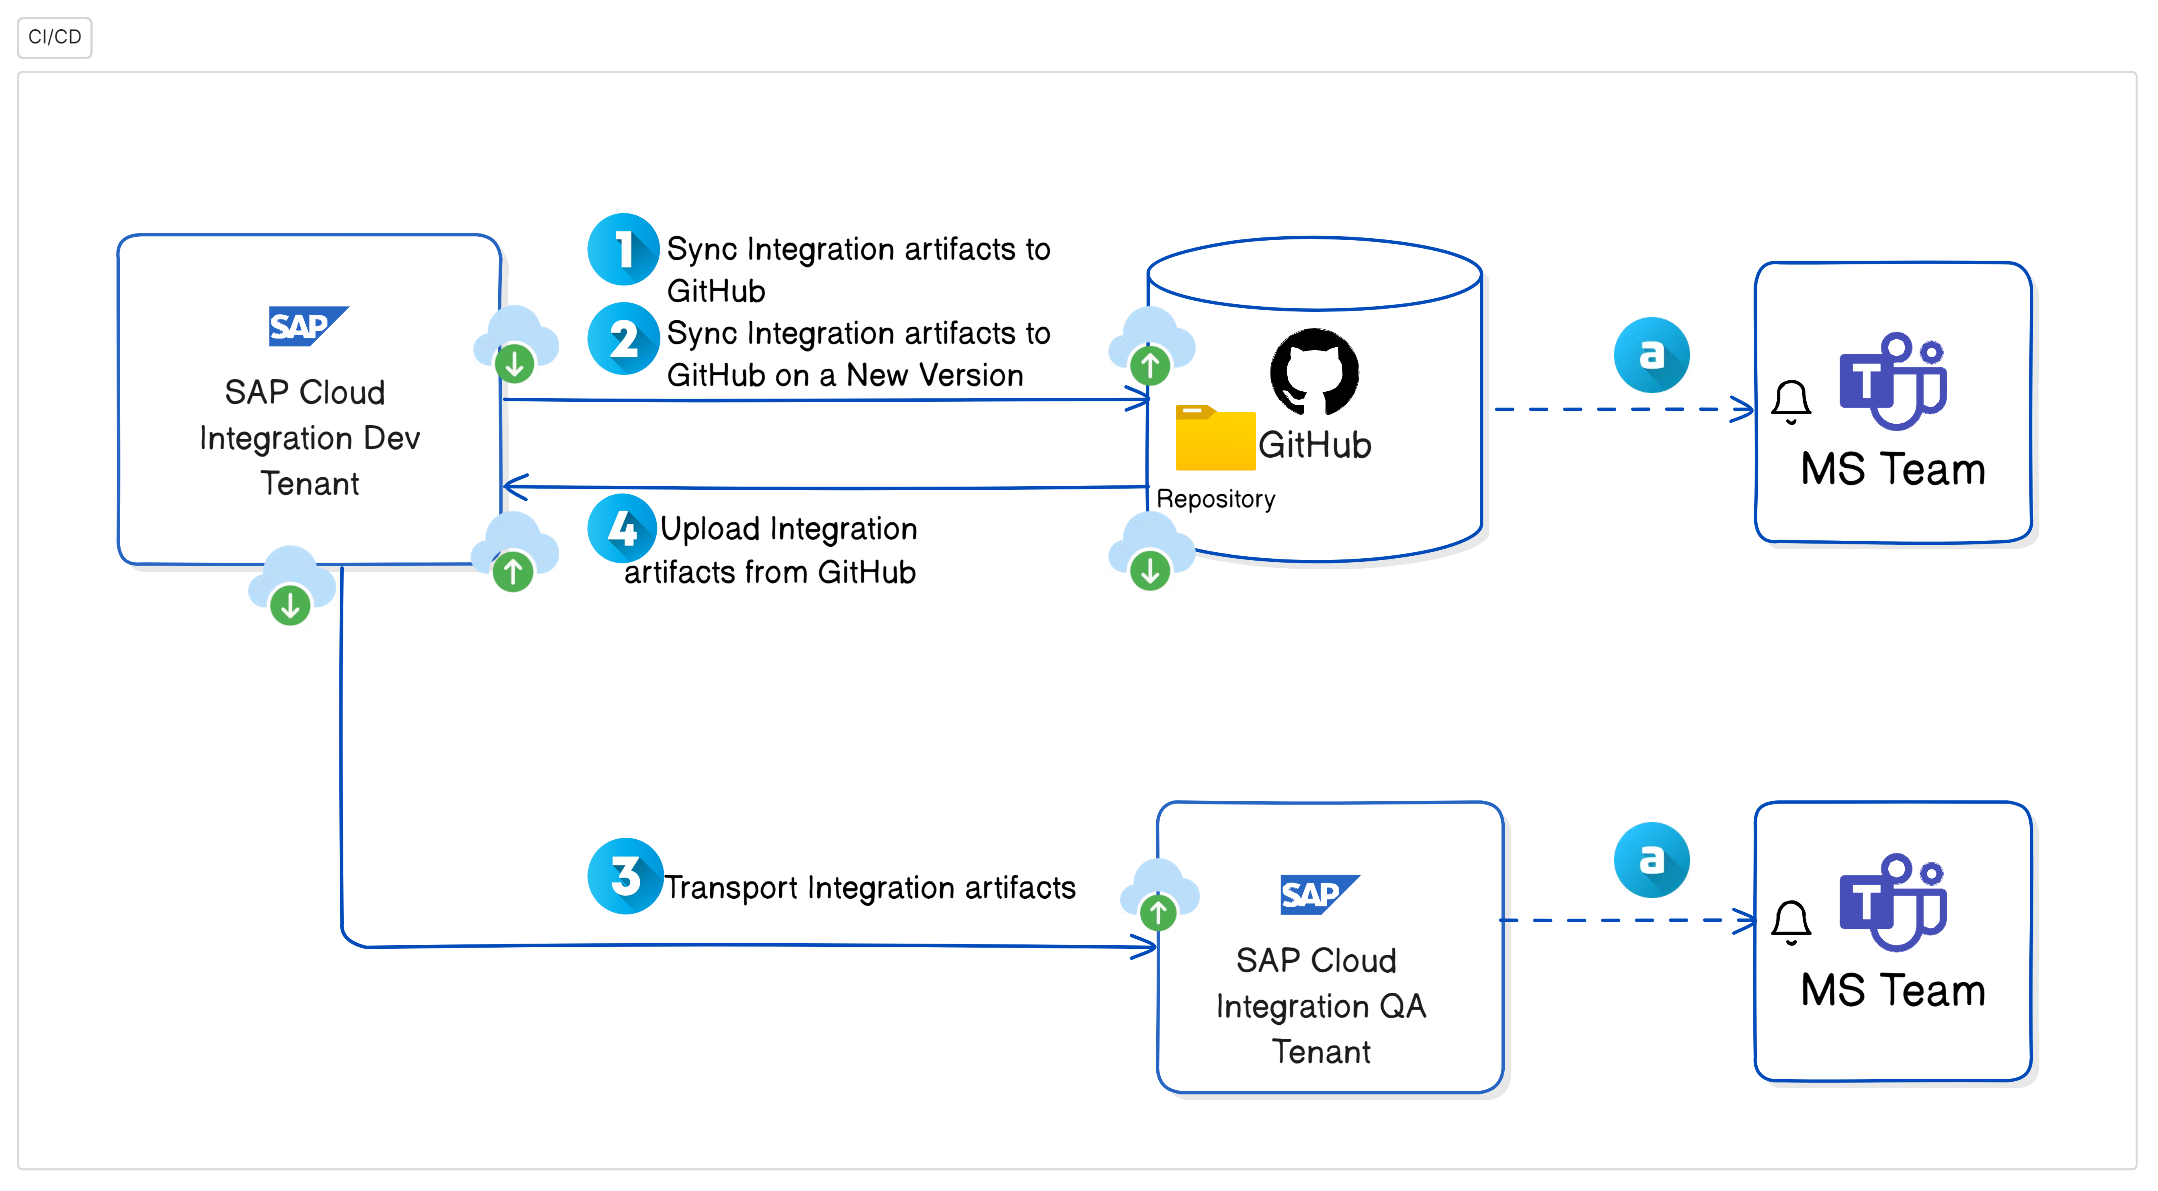 CI/CD
SAP
SAP Cloud
Integration Dev
Tenant
1
Sync Integration artifacts to
GitHub
2
Sync Integration artifacts to
GitHub on a New Version
4
Upload Integration
artifacts from GitHub
GitHub
Repository
a
T
MS Team
3
Transport Integration artifacts
SAP
SAP Cloud
Integration QA
Tenant
a
T
MS Team